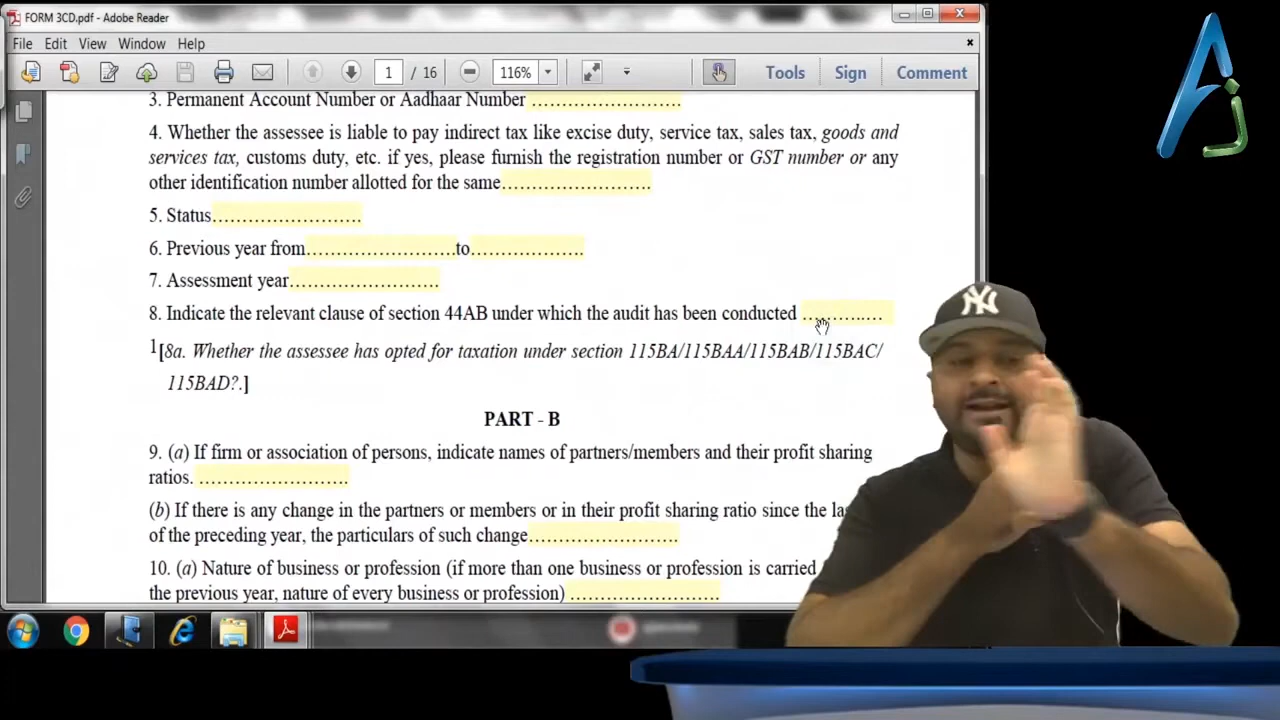 FORM 3CD.pdf - Adobe Reader
File Edit View Window Help
1 / 16 116% Tools Sign Comment
3. Permanent Account Number or Aadhaar Number …………………….
4. Whether the assessee is liable to pay indirect tax like excise duty, service tax, sales tax, goods and
services tax, customs duty, etc. if yes, please furnish the registration number or GST number or any
other identification number allotted for the same…………………….
5. Status…………………….
6. Previous year from…………………….to……………….
7. Assessment year…………………….
8. Indicate the relevant clause of section 44AB under which the audit has been conducted …………..…
1[8a. Whether the assessee has opted for taxation under section 115BA/115BAA/115BAB/115BAC/
115BAD?.]
PART - B
9. (a) If firm or association of persons, indicate names of partners/members and their profit sharing
ratios. …………………….
(b) If there is any change in the partners or members or in their profit sharing ratio since the
of the preceding year, the particulars of such change…………………….
10. (a) Nature of business or profession (if more than one business or profession is carried
the previous year, nature of every business or profession) …………………….
NY